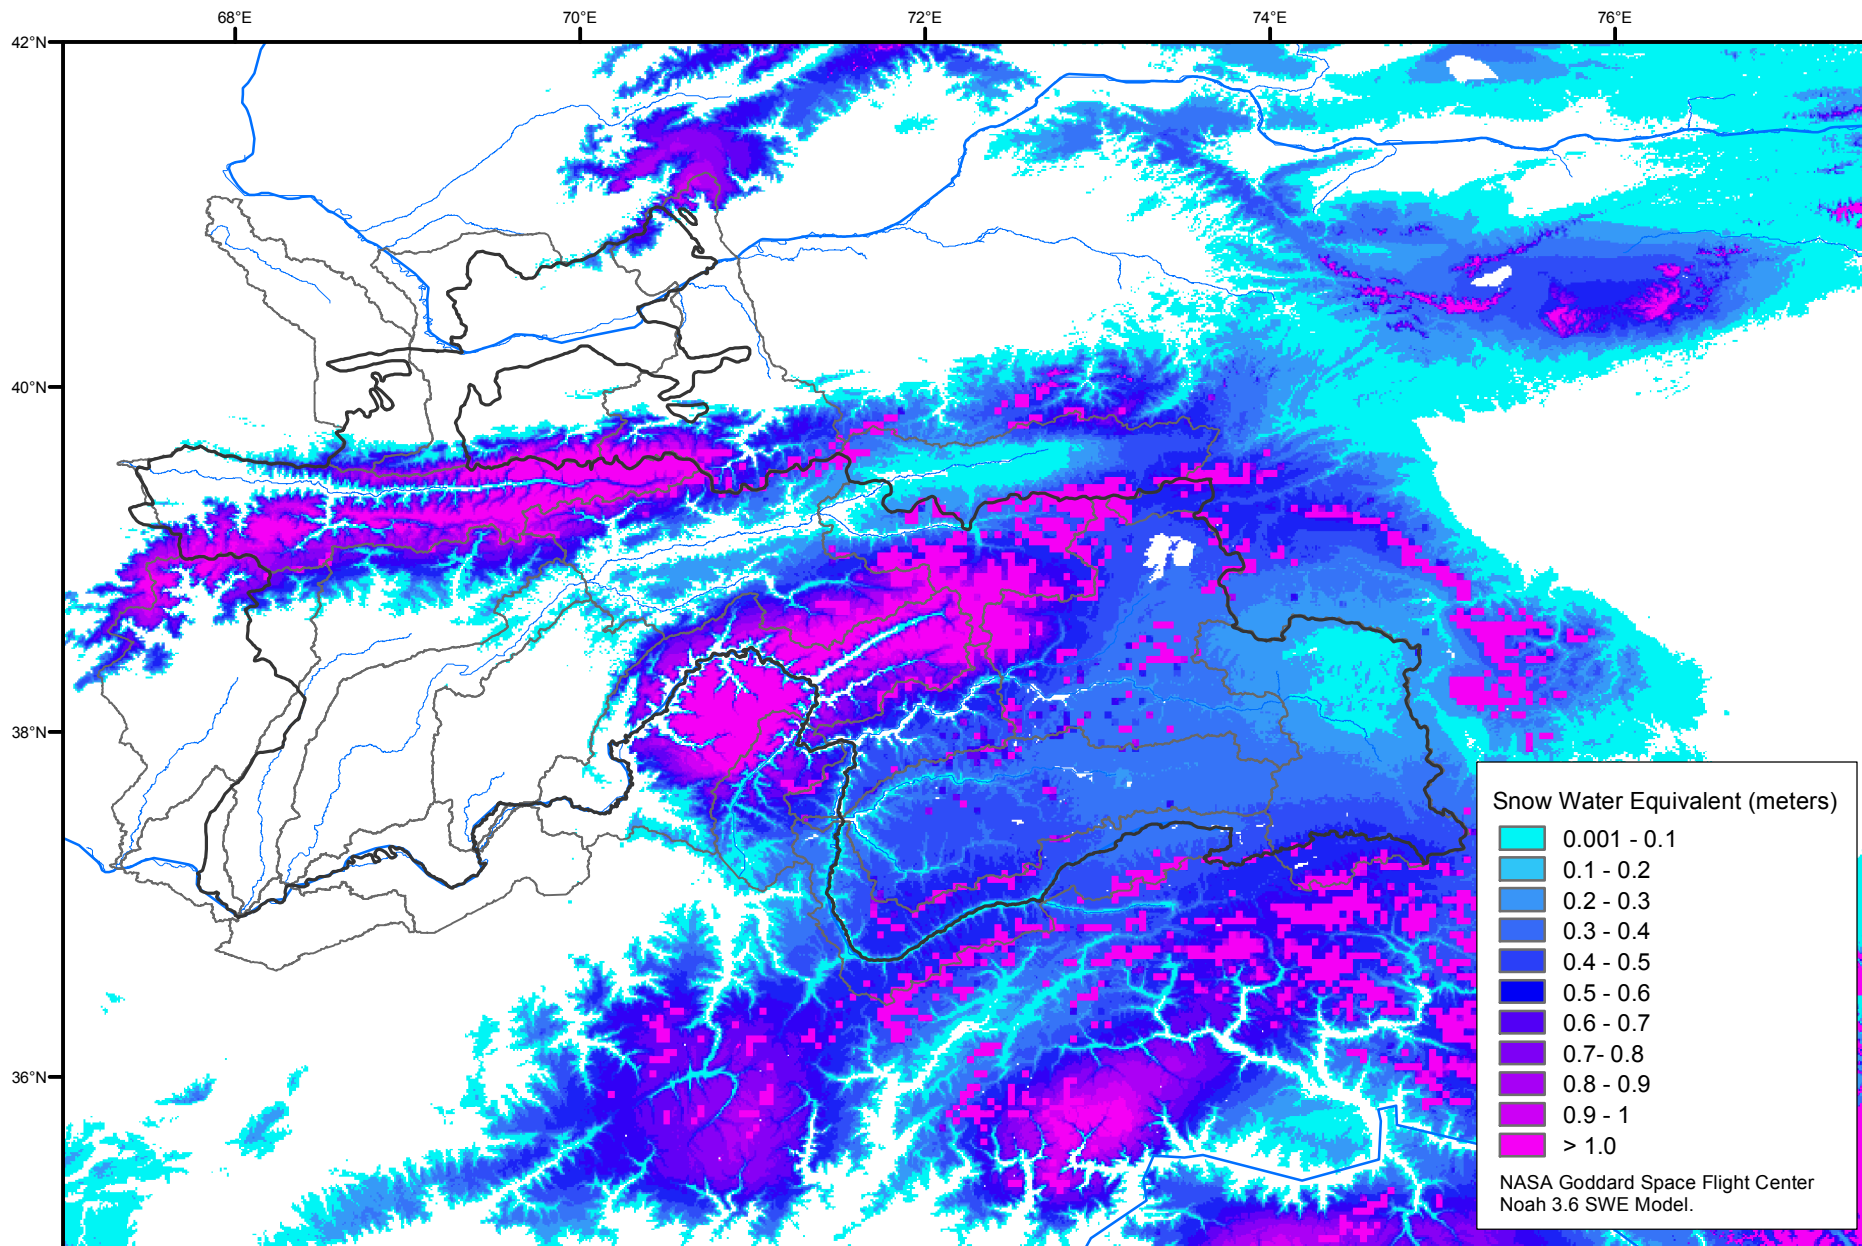 68°E
70°E
72°E
74°E
76°E
42°N
40°N
38°N
36°N
Snow Water Equivalent (meters)
0.001 - 0.1
0.1 - 0.2
0.2 - 0.3
0.3 - 0.4
0.4 - 0.5
0.5 - 0.6
0.6 - 0.7
0.7- 0.8
0.8 - 0.9
0.9 - 1
> 1.0
NASA Goddard Space Flight Center
Noah 3.6 SWE Model.